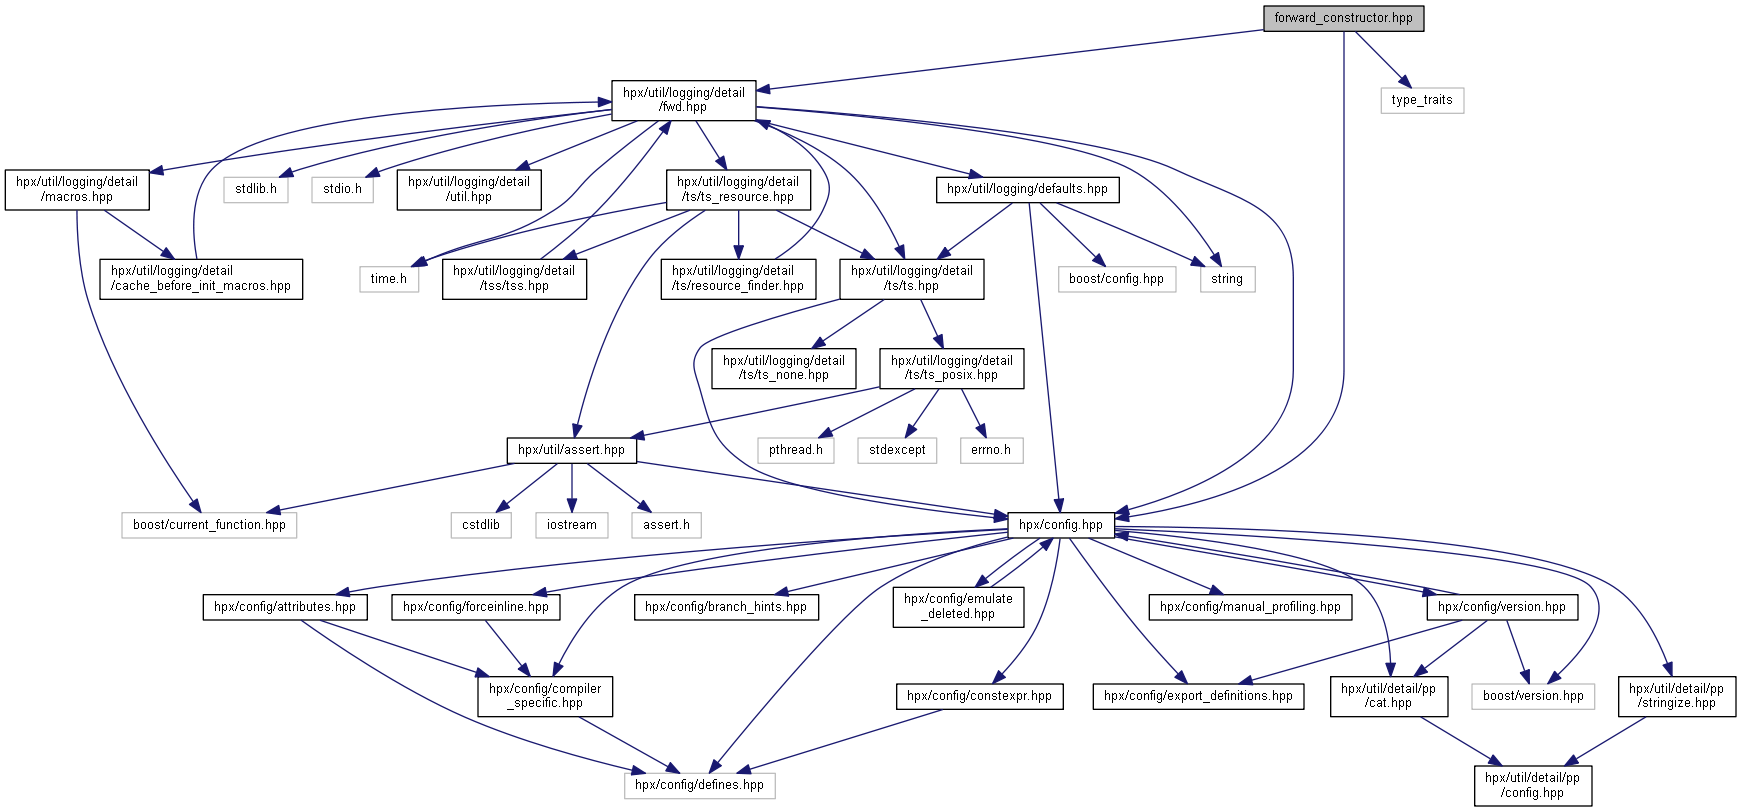 forward_constructor.hpp
hpx/util/logging/detail
/fwd.hpp
type_traits
hpx/util/logging/detail
/macros.hpp
stdlib.h
stdio.h
hpx/util/logging/detail
/util.hpp
hpx/util/logging/detail
/ts/ts_resource.hpp
hpx/util/logging/defaults.hpp
hpx/util/logging/detail
/cache_before_init_macros.hpp
time.h
hpx/util/logging/detail
/tss/tss.hpp
hpx/util/logging/detail
/ts/resource_finder.hpp
hpx/util/logging/detail
/ts/ts.hpp
boost/config.hpp
string
hpx/util/logging/detail
/ts/ts_none.hpp
hpx/util/logging/detail
/ts/ts_posix.hpp
hpx/util/assert.hpp
pthread.h
stdexcept
errno.h
boost/current_function.hpp
cstdlib
iostream
assert.h
hpx/config.hpp
hpx/config/attributes.hpp
hpx/config/forceinline.hpp
hpx/config/branch_hints.hpp
hpx/config/emulate
_deleted.hpp
hpx/config/manual_profiling.hpp
hpx/config/version.hpp
hpx/config/compiler
_specific.hpp
hpx/config/constexpr.hpp
hpx/config/export_definitions.hpp
hpx/util/detail/pp
/cat.hpp
boost/version.hpp
hpx/util/detail/pp
/stringize.hpp
hpx/config/defines.hpp
hpx/util/detail/pp
/config.hpp